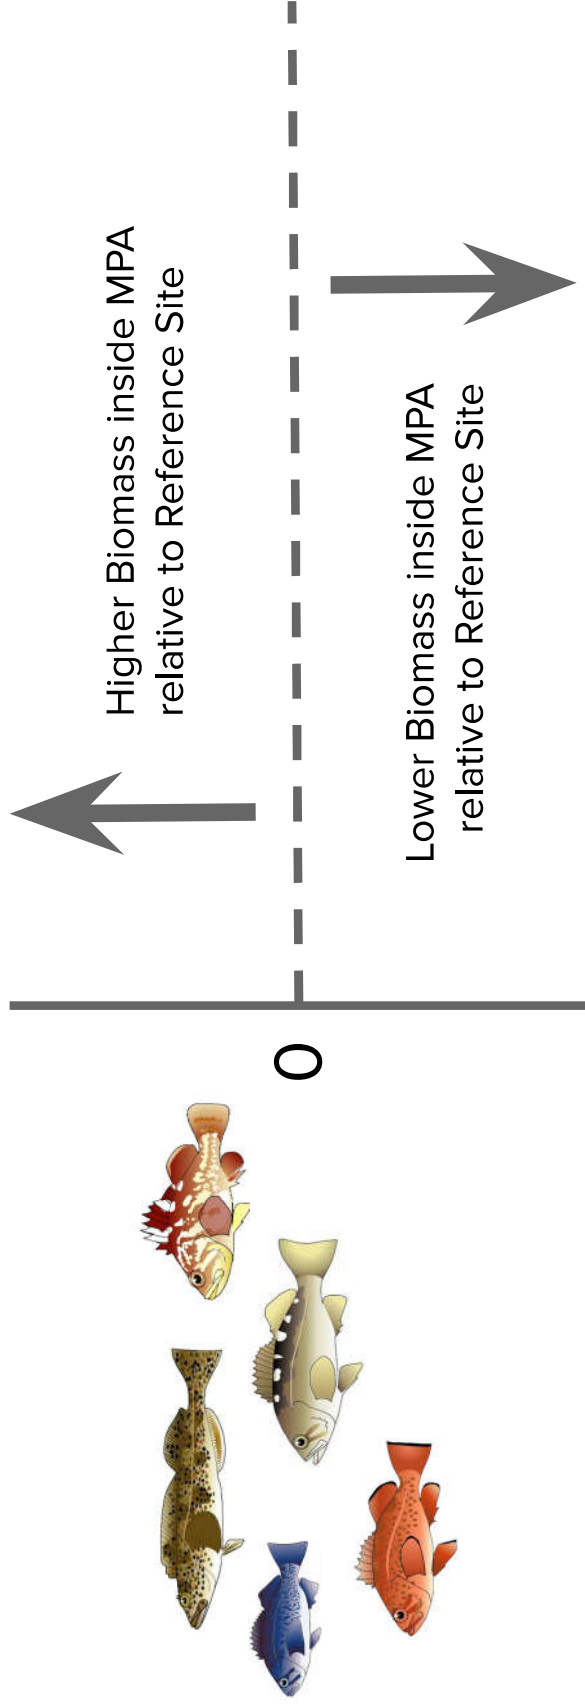 Higher Biomass inside MPA
relative to Reference Site
0
Lower Biomass inside MPA
relative to Reference Site